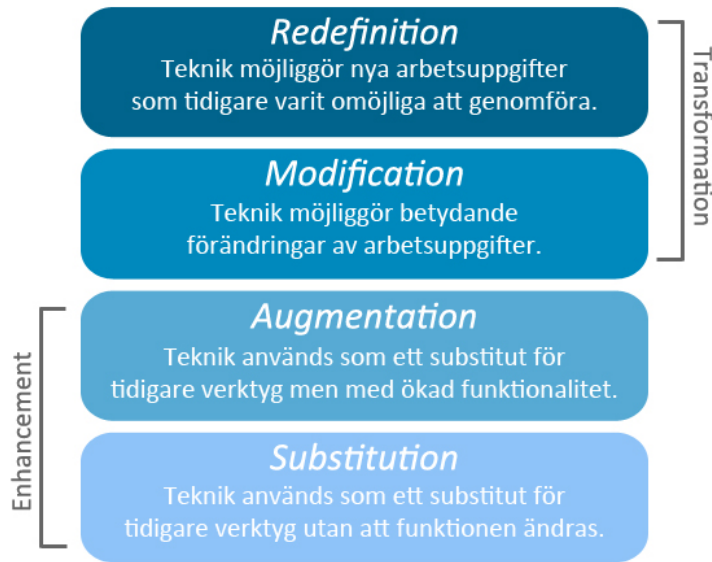 Redefinition
Teknik möjliggör nya arbetsuppgifter
som tidigare varit omöjliga att genomföra.
Transformation
Modification
Teknik möjliggör betydande
förändringar av arbetsuppgifter.
Enhancement
Augmentation
Teknik används som ett substitut för
tidigare verktyg men med ökad funktionalitet.
Substitution
Teknik används som ett substitut för
tidigare verktyg utan att funktionen ändras.